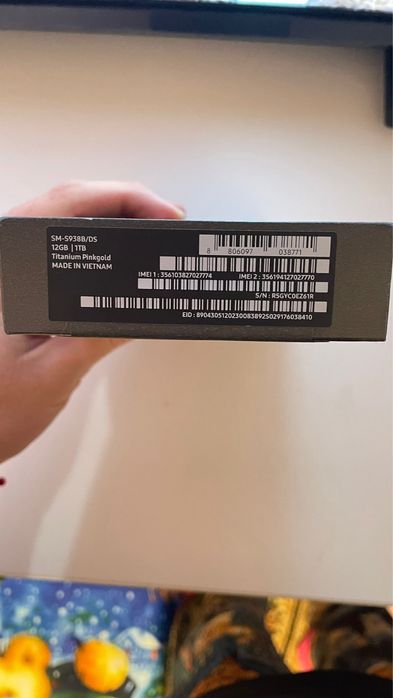 SM-S938B/DS
12GB | 1TB
Titanium Pinkgold
MADE IN VIETNAM
8 806097 038771
IMEI 1 : 356103827027774 IMEI 2 : 356194127027770
S/N : R5GYC0EZ61R
EID : 89043051202300838925029176038410